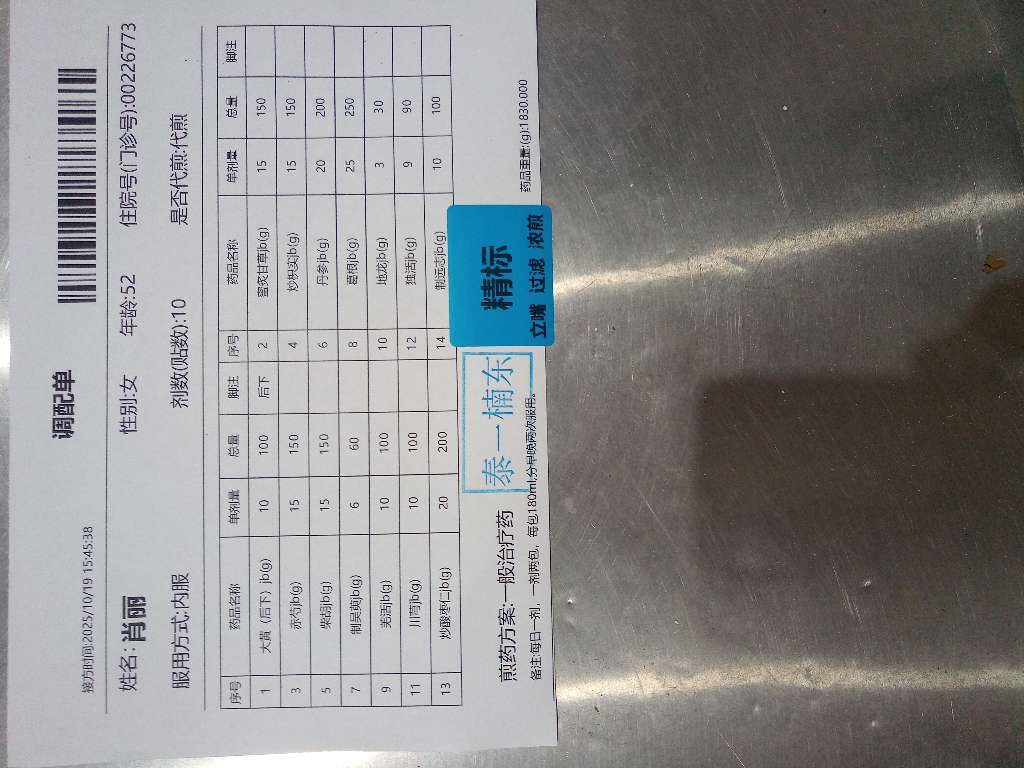 调配单
接方时间:2025/10/19 15:45:38
姓名: 肖丽 性别:女 年龄:52 住院号(门诊号):00226773
服用方式:内服 剂数(贴数):10 是否代煎:代煎
序号 药品名称 单剂量 总量 脚注 序号 药品名称 单剂量 总量 脚注
1 大黄（后下）jb(g) 10 100 后下 2 蜜炙甘草jb(g) 15 150
3 赤芍jb(g) 15 150 4 炒枳实jb(g) 15 150
5 柴胡jb(g) 15 150 6 丹参jb(g) 20 200
7 制吴萸jb(g) 6 60 8 葛根jb(g) 25 250
9 羌活jb(g) 10 100 10 地龙jb(g) 3 30
11 川芎jb(g) 10 100 12 独活jb(g) 9 90
13 炒酸枣仁jb(g) 20 200 14 制远志jb(g) 10 100
煎药方案:一般治疗药
泰一楠东
精标
立嘴 过滤 浓煎
药品重量:(g):1830.000
备注:每日一剂，一剂两包，每包180ml,分早晚两次服用。